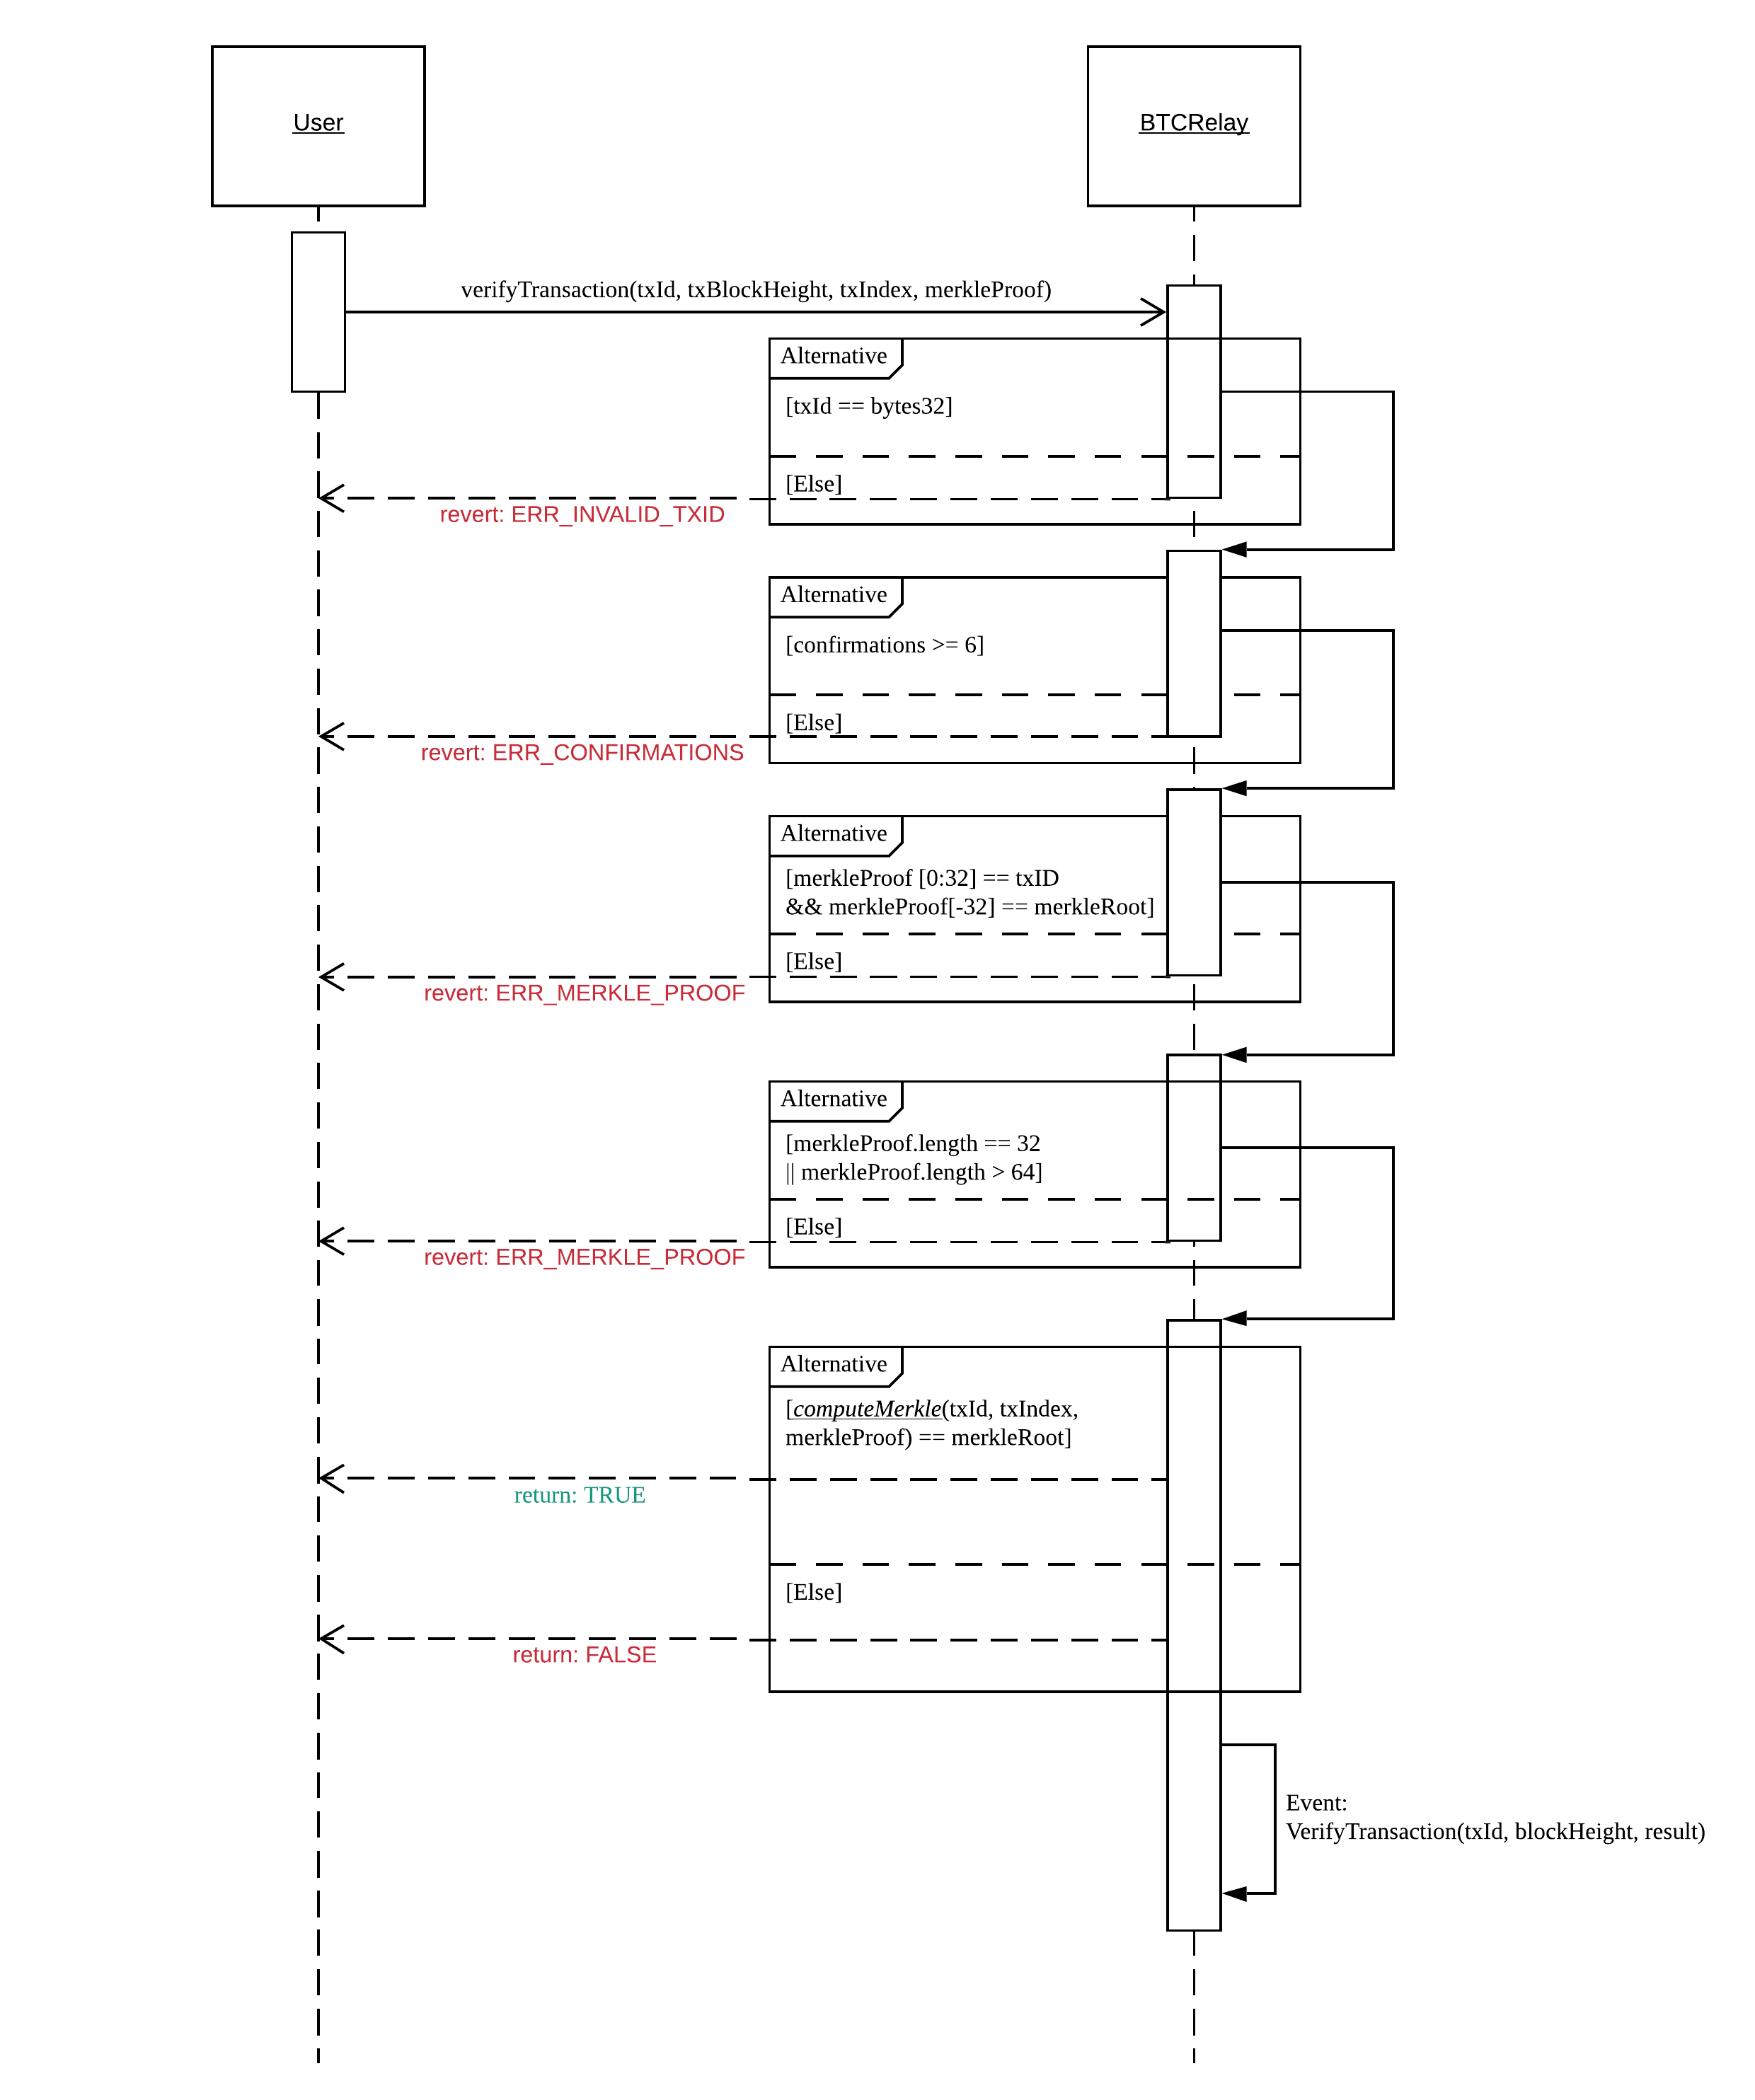 User
BTCRelay
verifyTransaction(txId, txBlockHeight, txIndex, merkleProof)
Alternative
[txId == bytes32]
[Else]
revert: ERR_INVALID_TXID
Alternative
[confirmations >= 6]
[Else]
revert: ERR_CONFIRMATIONS
Alternative
[merkleProof [0:32] == txID
&& merkleProof[-32] == merkleRoot]
[Else]
revert: ERR_MERKLE_PROOF
Alternative
[merkleProof.length == 32
|| merkleProof.length > 64]
[Else]
revert: ERR_MERKLE_PROOF
Alternative
[computeMerkle(txId, txIndex,
merkleProof) == merkleRoot]
return: TRUE
[Else]
return: FALSE
Event:
VerifyTransaction(txId, blockHeight, result)